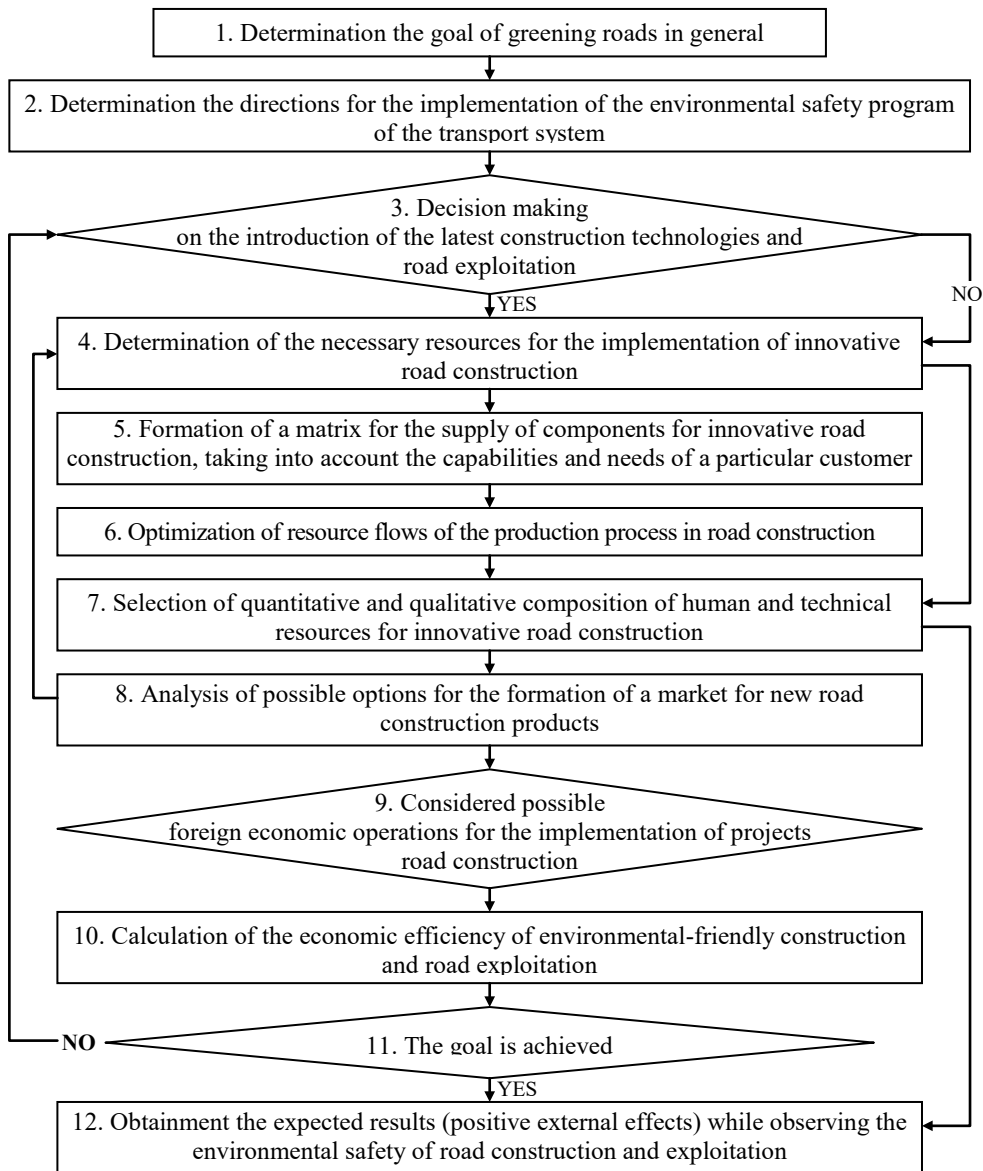 1. Determination the goal of greening roads in general
2. Determination the directions for the implementation of the environmental safety program
of the transport system
3. Decision making
on the introduction of the latest construction technologies and
road exploitation
NO
YES
4. Determination of the necessary resources for the implementation of innovative
road construction
5. Formation of a matrix for the supply of components for innovative road
construction, taking into account the capabilities and needs of a particular customer
6. Optimization of resource flows of the production process in road construction
7. Selection of quantitative and qualitative composition of human and technical
resources for innovative road construction
8. Analysis of possible options for the formation of a market for new road
construction products
9. Considered possible
foreign economic operations for the implementation of projects
road construction
10. Calculation of the economic efficiency of environmental-friendly construction
and road exploitation
NO
11. The goal is achieved
YES
12. Obtainment the expected results (positive external effects) while observing the
environmental safety of road construction and exploitation